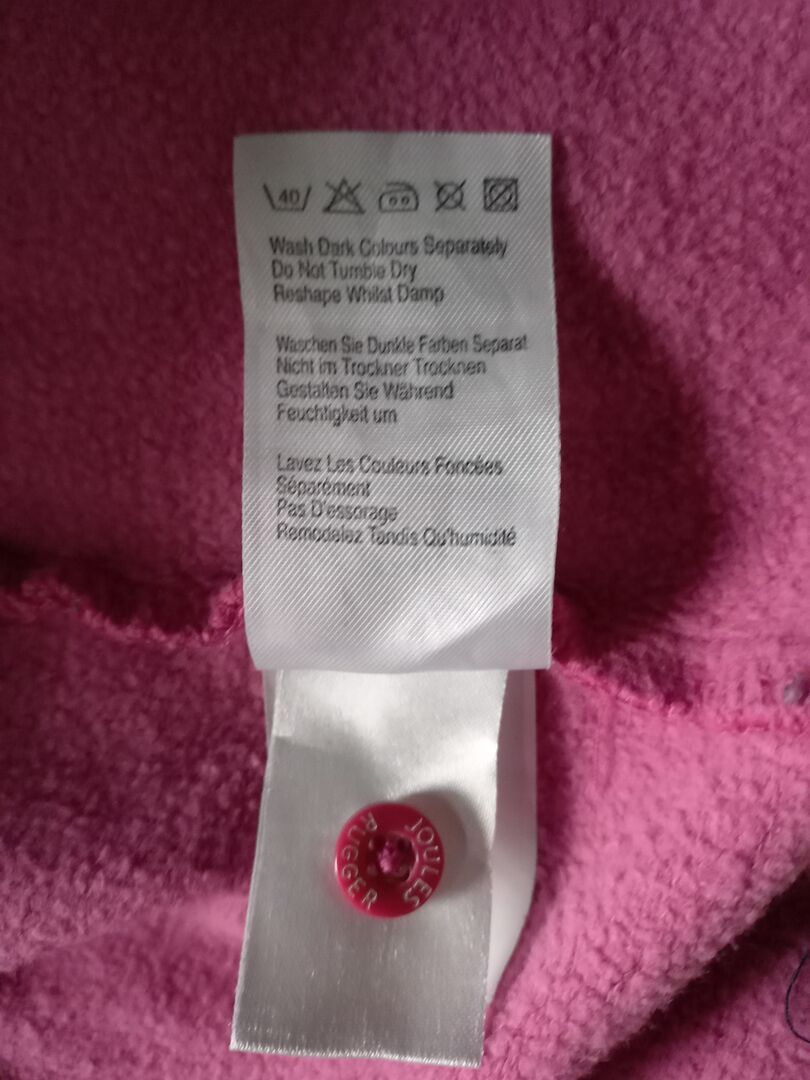 40
Wash Dark Colours Separately
Do Not Tumble Dry
Reshape Whilst Damp
Waschen Sie Dunkle Farben Separat
Nicht im Trockner Trocknen
Gestalten Sie Während
Feuchtigkeit um
Lavez Les Couleurs Foncées
Séparément
Pas D'essorage
Remodelez Tandis Qu'humidité
JOULES
RUGGER